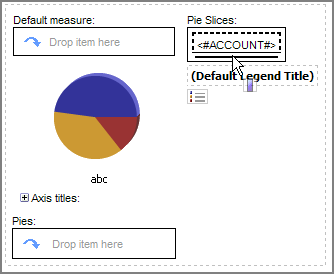 Default measure:
Drop item here
Pie Slices:
<#ACCOUNT#>
(Default Legend Title)
abc
Axis titles:
Pies:
Drop item here